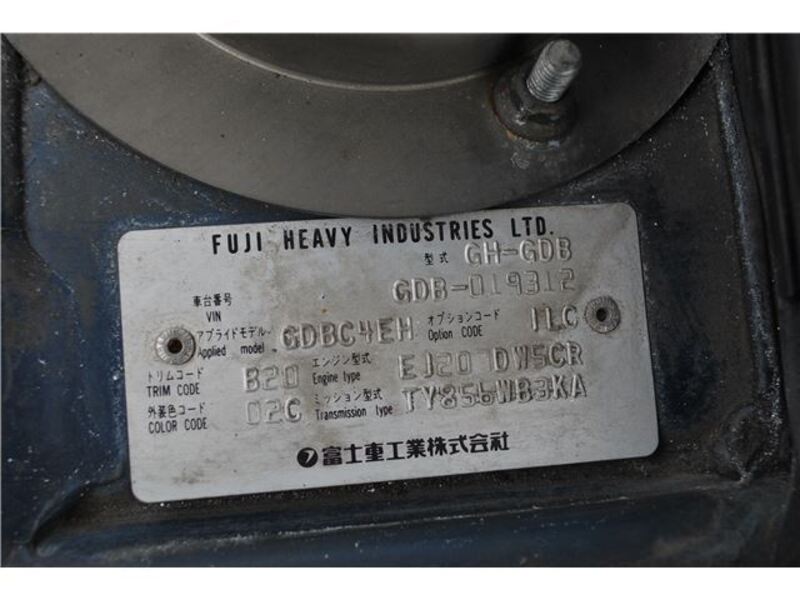 FUJI HEAVY INDUSTRIES LTD.
型式 GH-GDB
車台番号 GDB-019312
VIN
アプライドモデル GDBC4EH オプションコード 1LC
Applied model Option CODE
トリムコード B20 エンジン型式 EJ207DW5CR
TRIM CODE Engine type
外装色コード 02C ミッション型式 TY856WB3KA
COLOR CODE Transmission type
富士重工業株式会社